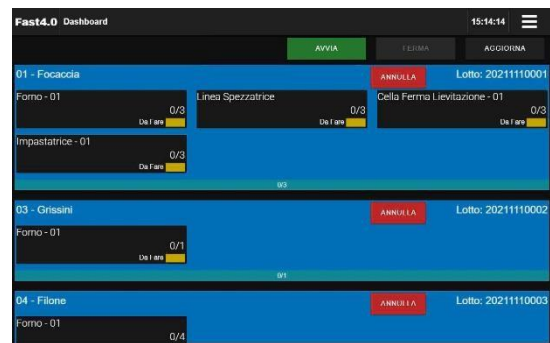 Fast4.0 Dashboard 15:14:14
AVVIA FERMA AGGIORNA
01 - Focaccia ANNULLA Lotto: 20211110001
Forno - 01 Linea Spezzatrice Cella Ferma Lievitazione - 01
0/3 0/3 0/3
Da Fare Da Fare Da Fare
Impastatrice - 01
0/3
Da Fare
0/3
03 - Grissini ANNULLA Lotto: 20211110002
Forno - 01
0/1
Da Fare
0/1
04 - Filone ANNULLA Lotto: 20211110003
Forno - 01
0/4